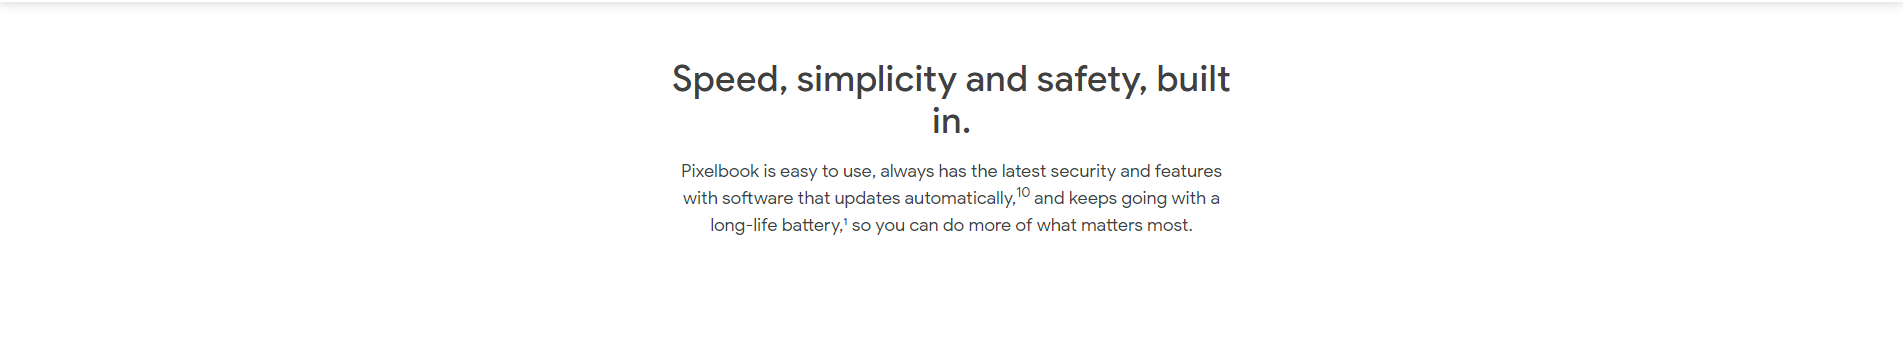 Speed, simplicity and safety, built
in.
Pixelbook is easy to use, always has the latest security and features
with software that updates automatically,¹⁰ and keeps going with a
long-life battery,¹ so you can do more of what matters most.